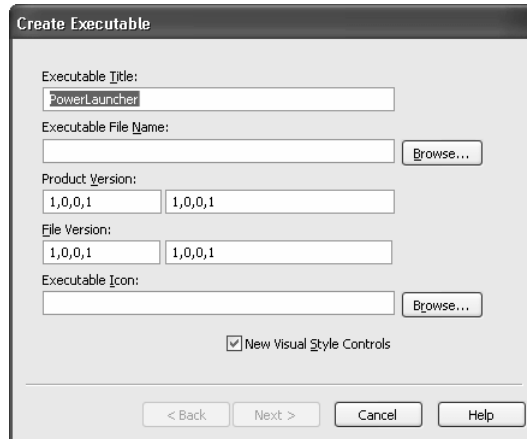 Create Executable
Executable Title:
PowerLauncher
Executable File Name:
Browse...
Product Version:
1,0,0,1 1,0,0,1
File Version:
1,0,0,1 1,0,0,1
Executable Icon:
Browse...
New Visual Style Controls
< Back Next > Cancel Help